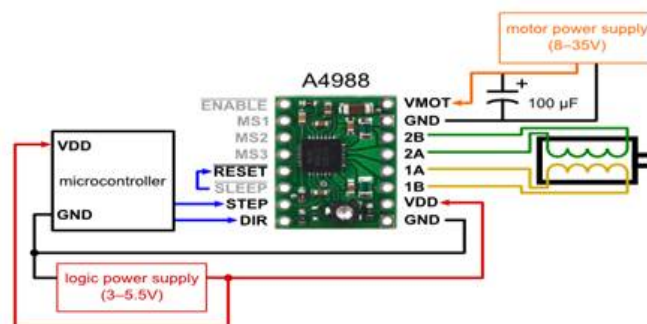 motor power supply
(8–35V)
A4988
ENABLE
MS1
MS2
MS3
RESET
SLEEP
STEP
DIR
VMOT
GND
2B
2A
1A
1B
VDD
GND
+
100 µF
VDD
microcontroller
GND
logic power supply
(3–5.5V)